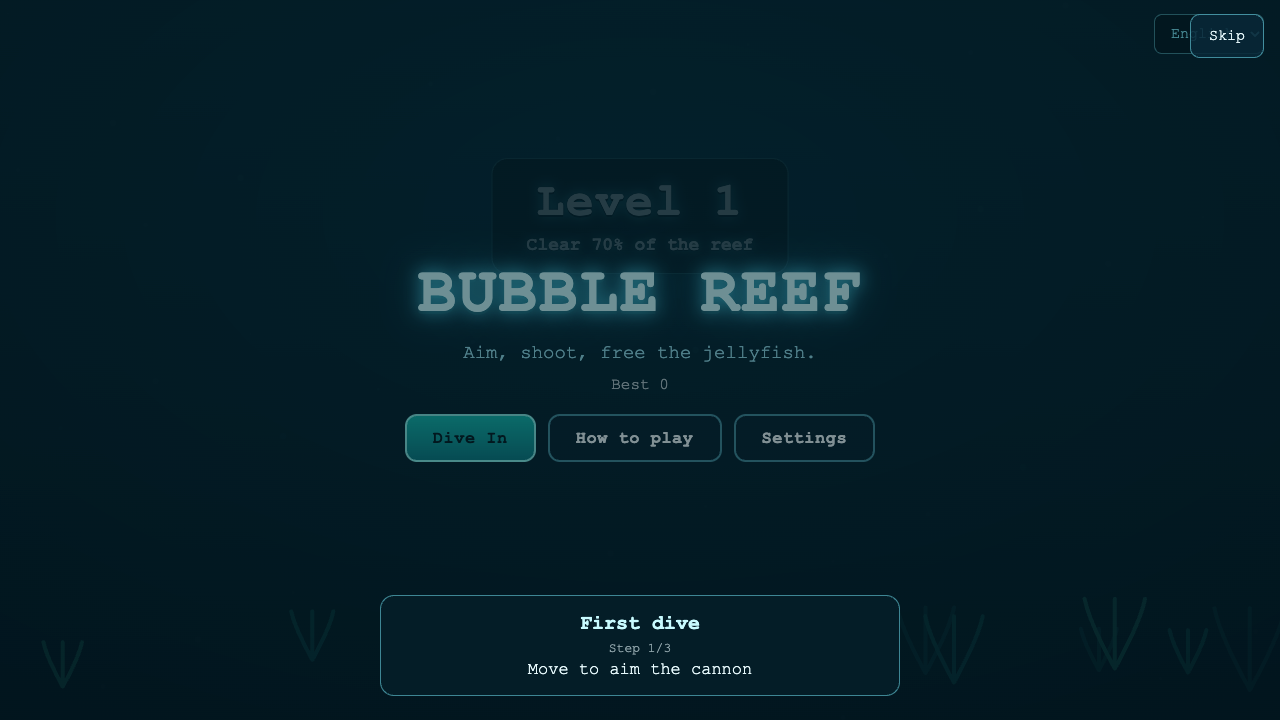 Skip
Level 1
Clear 70% of the reef
BUBBLE REEF
Aim, shoot, free the jellyfish.
Best 0
Dive In
How to play
Settings
First dive
Step 1/3
Move to aim the cannon